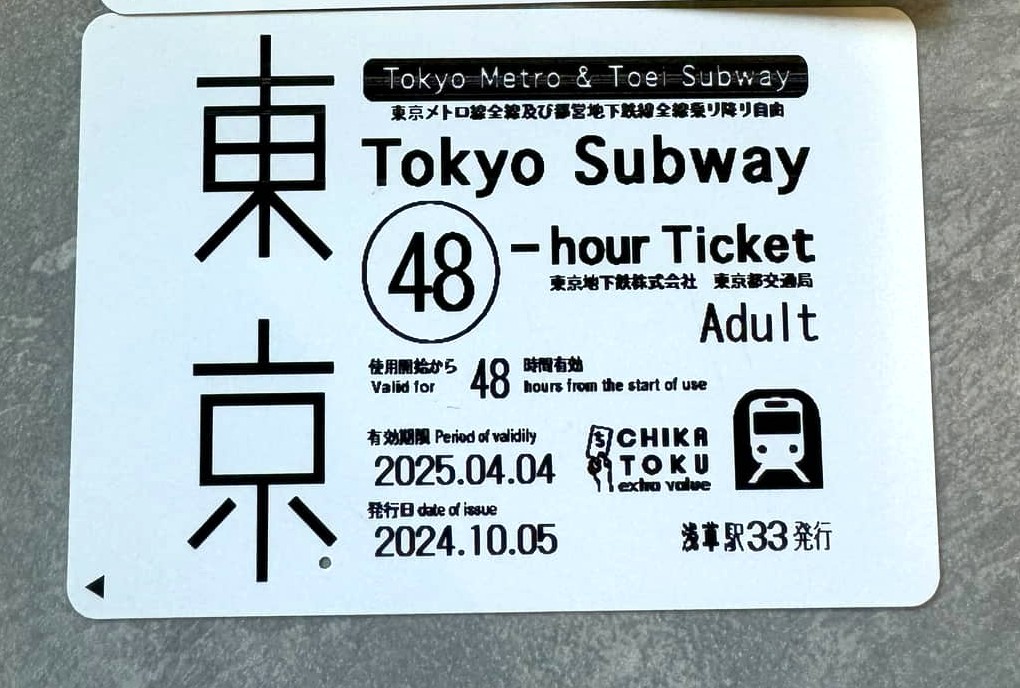 東京
Tokyo Metro & Toei Subway
東京メトロ線全線及び都営地下鉄線全線乗り降り自由
Tokyo Subway
48-hour Ticket
東京地下鉄株式会社 東京都交通局
Adult
使用開始から 48 時間有効
Valid for hours from the start of use
有効期限 Period of validity
2025.04.04
CHIKA
TOKU
extra value
発行日 date of issue
2024.10.05
浅草駅33発行